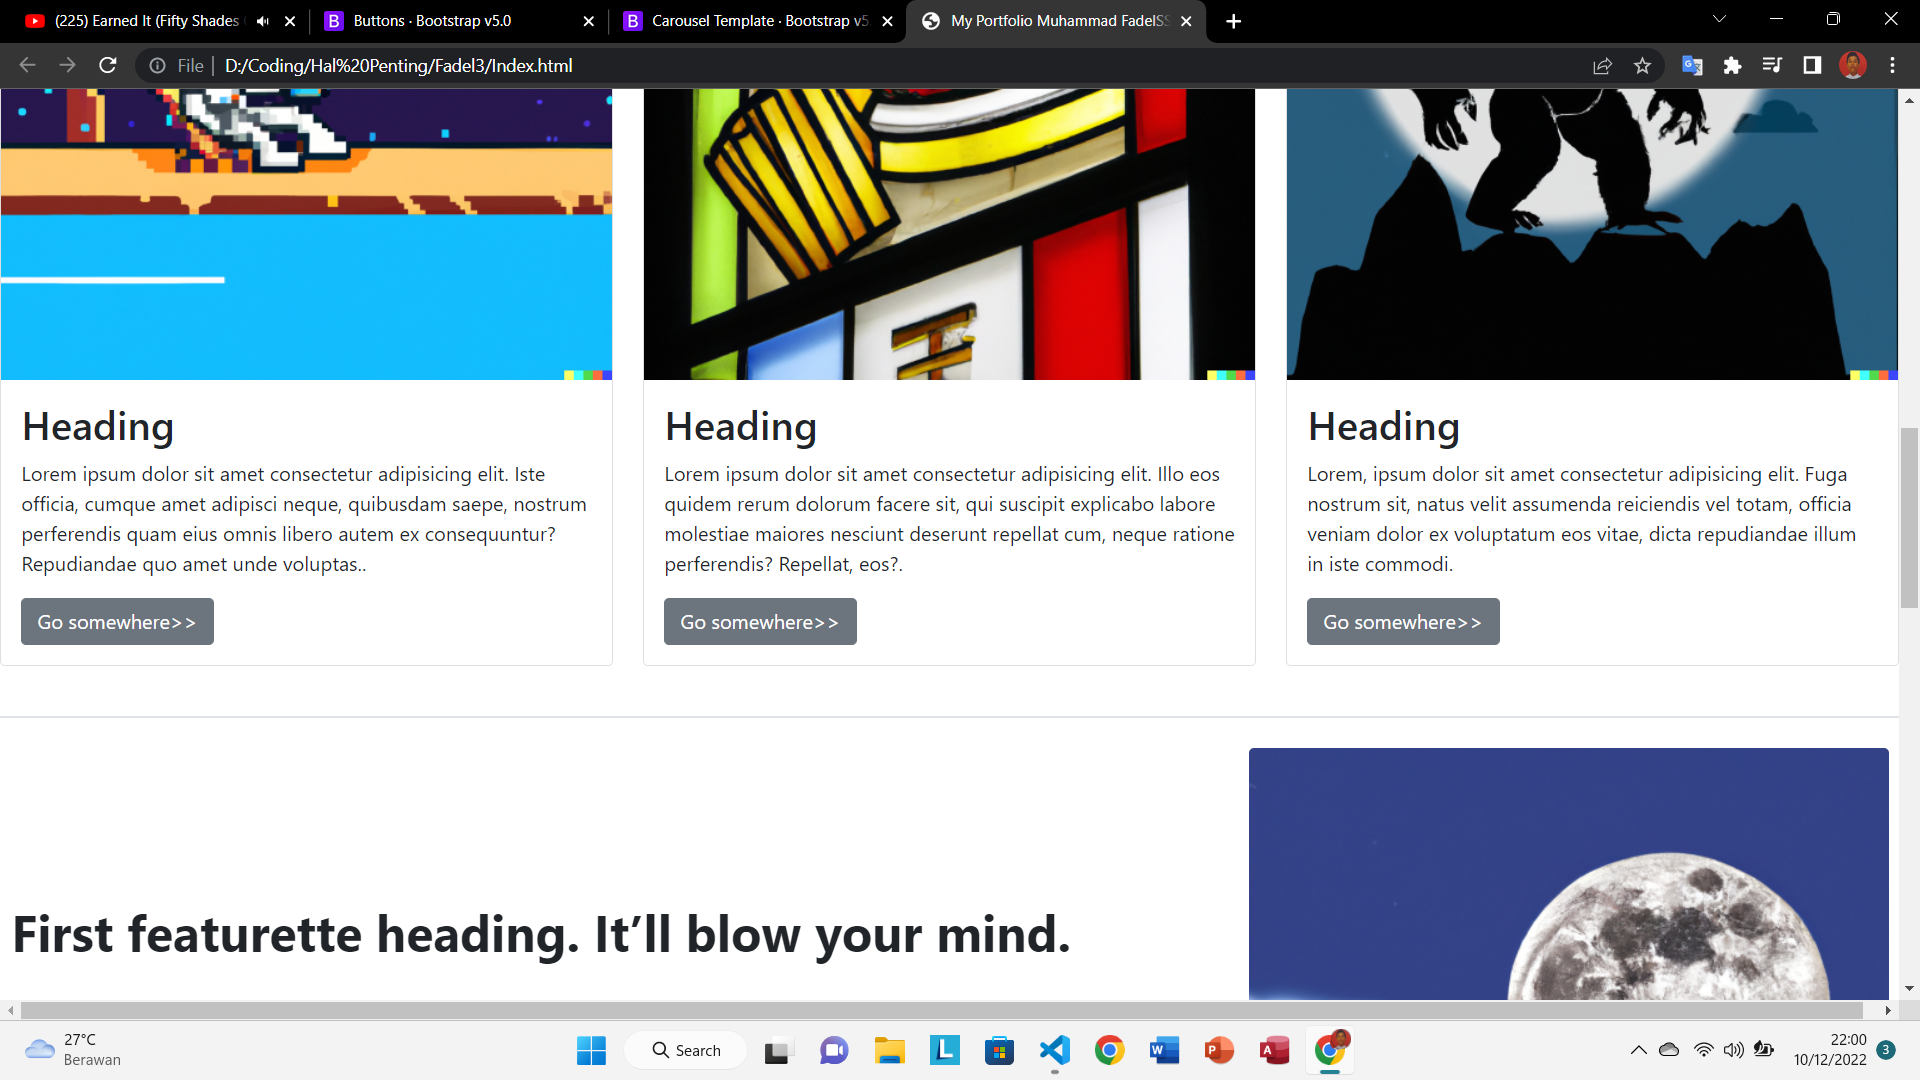 (225) Earned It (Fifty Shades
Buttons · Bootstrap v5.0
Carousel Template · Bootstrap v5
My Portfolio Muhammad FadelSS
File | D:/Coding/Hal%20Penting/Fadel3/Index.html
Heading
Lorem ipsum dolor sit amet consectetur adipisicing elit. Iste
officia, cumque amet adipisci neque, quibusdam saepe, nostrum
perferendis quam eius omnis libero autem ex consequuntur?
Repudiandae quo amet unde voluptas..
Go somewhere>>
Heading
Lorem ipsum dolor sit amet consectetur adipisicing elit. Illo eos
quidem rerum dolorum facere sit, qui suscipit explicabo labore
molestiae maiores nesciunt deserunt repellat cum, neque ratione
perferendis? Repellat, eos?.
Go somewhere>>
Heading
Lorem, ipsum dolor sit amet consectetur adipisicing elit. Fuga
nostrum sit, natus velit assumenda reiciendis vel totam, officia
veniam dolor ex voluptatum eos vitae, dicta repudiandae illum
in iste commodi.
Go somewhere>>
First featurette heading. It’ll blow your mind.
27°C
Berawan
Search
22:00
10/12/2022
3